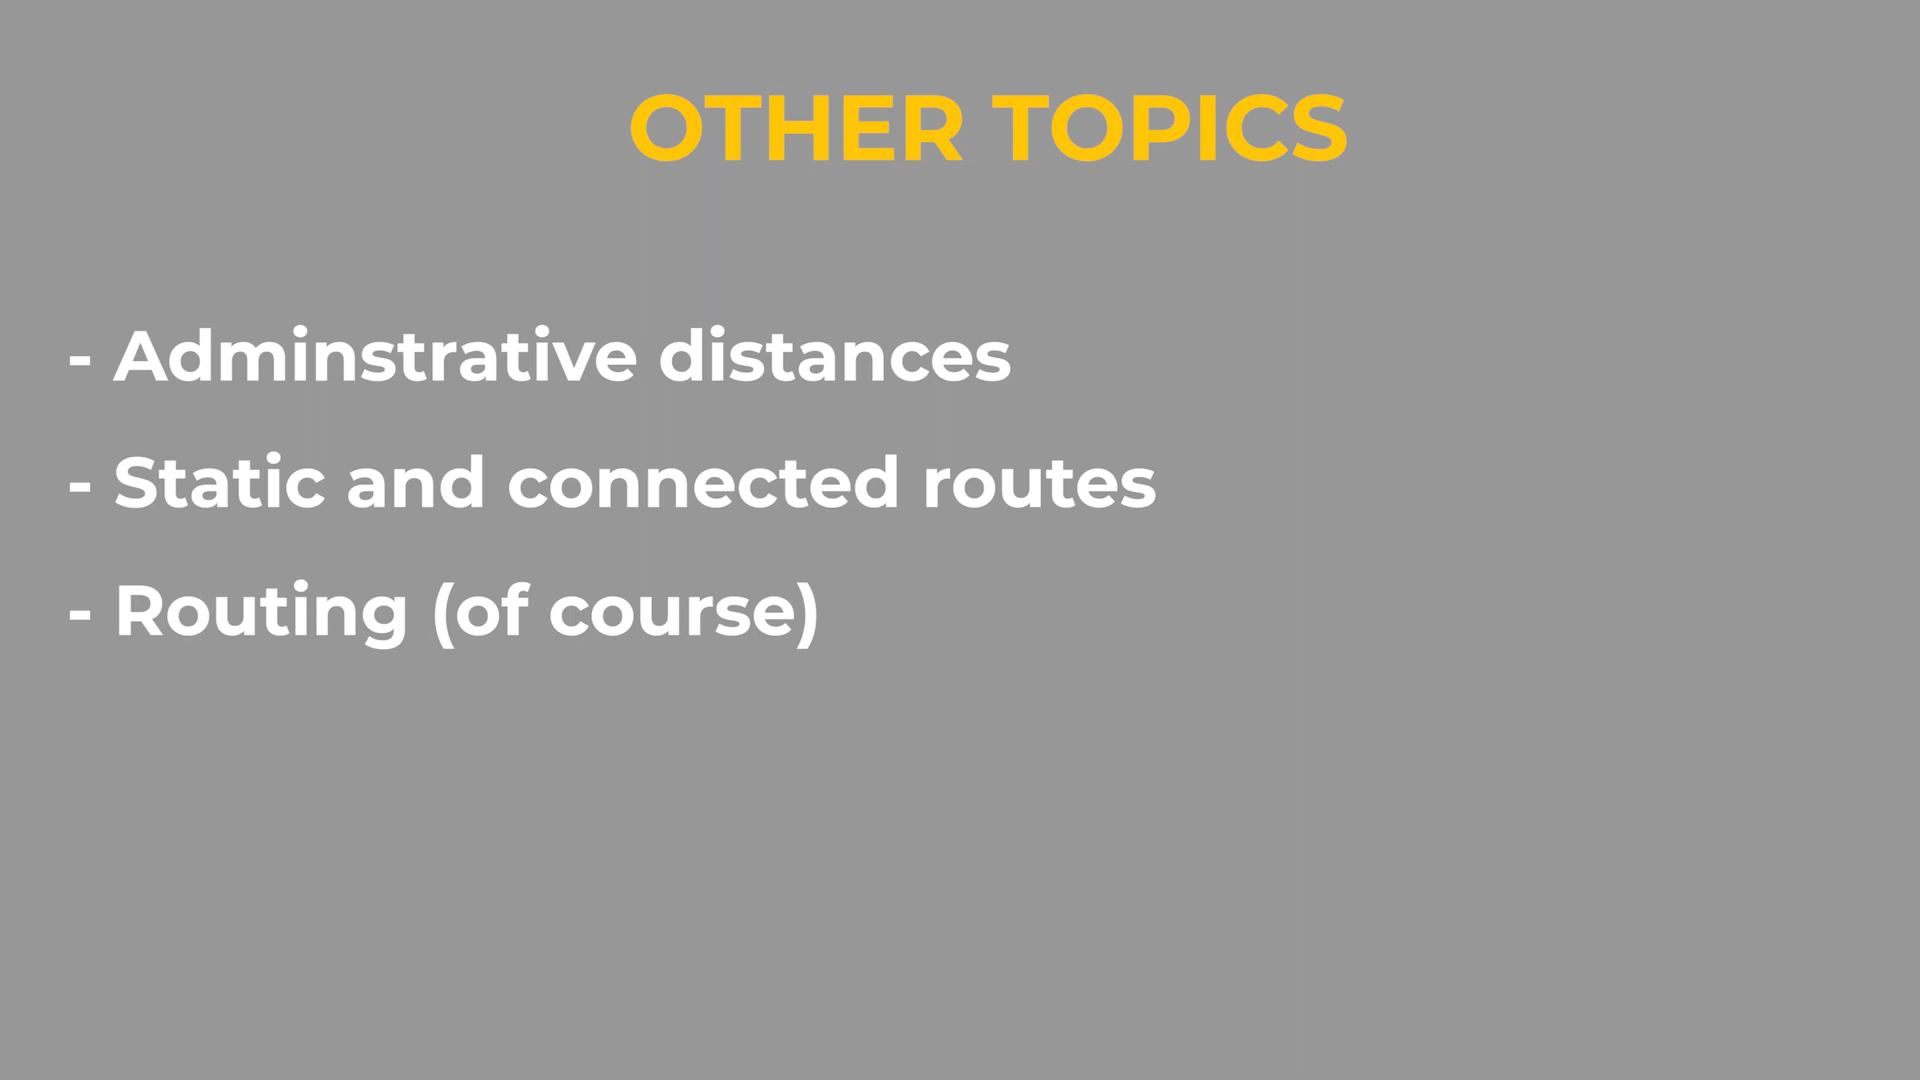 OTHER TOPICS
- Adminstrative distances
- Static and connected routes
- Routing (of course)